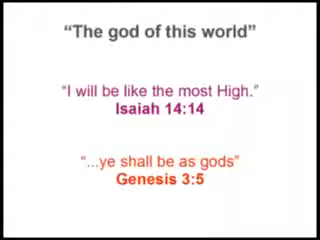 “The god of this world”
“I will be like the most High.”
Isaiah 14:14
“...ye shall be as gods”
Genesis 3:5